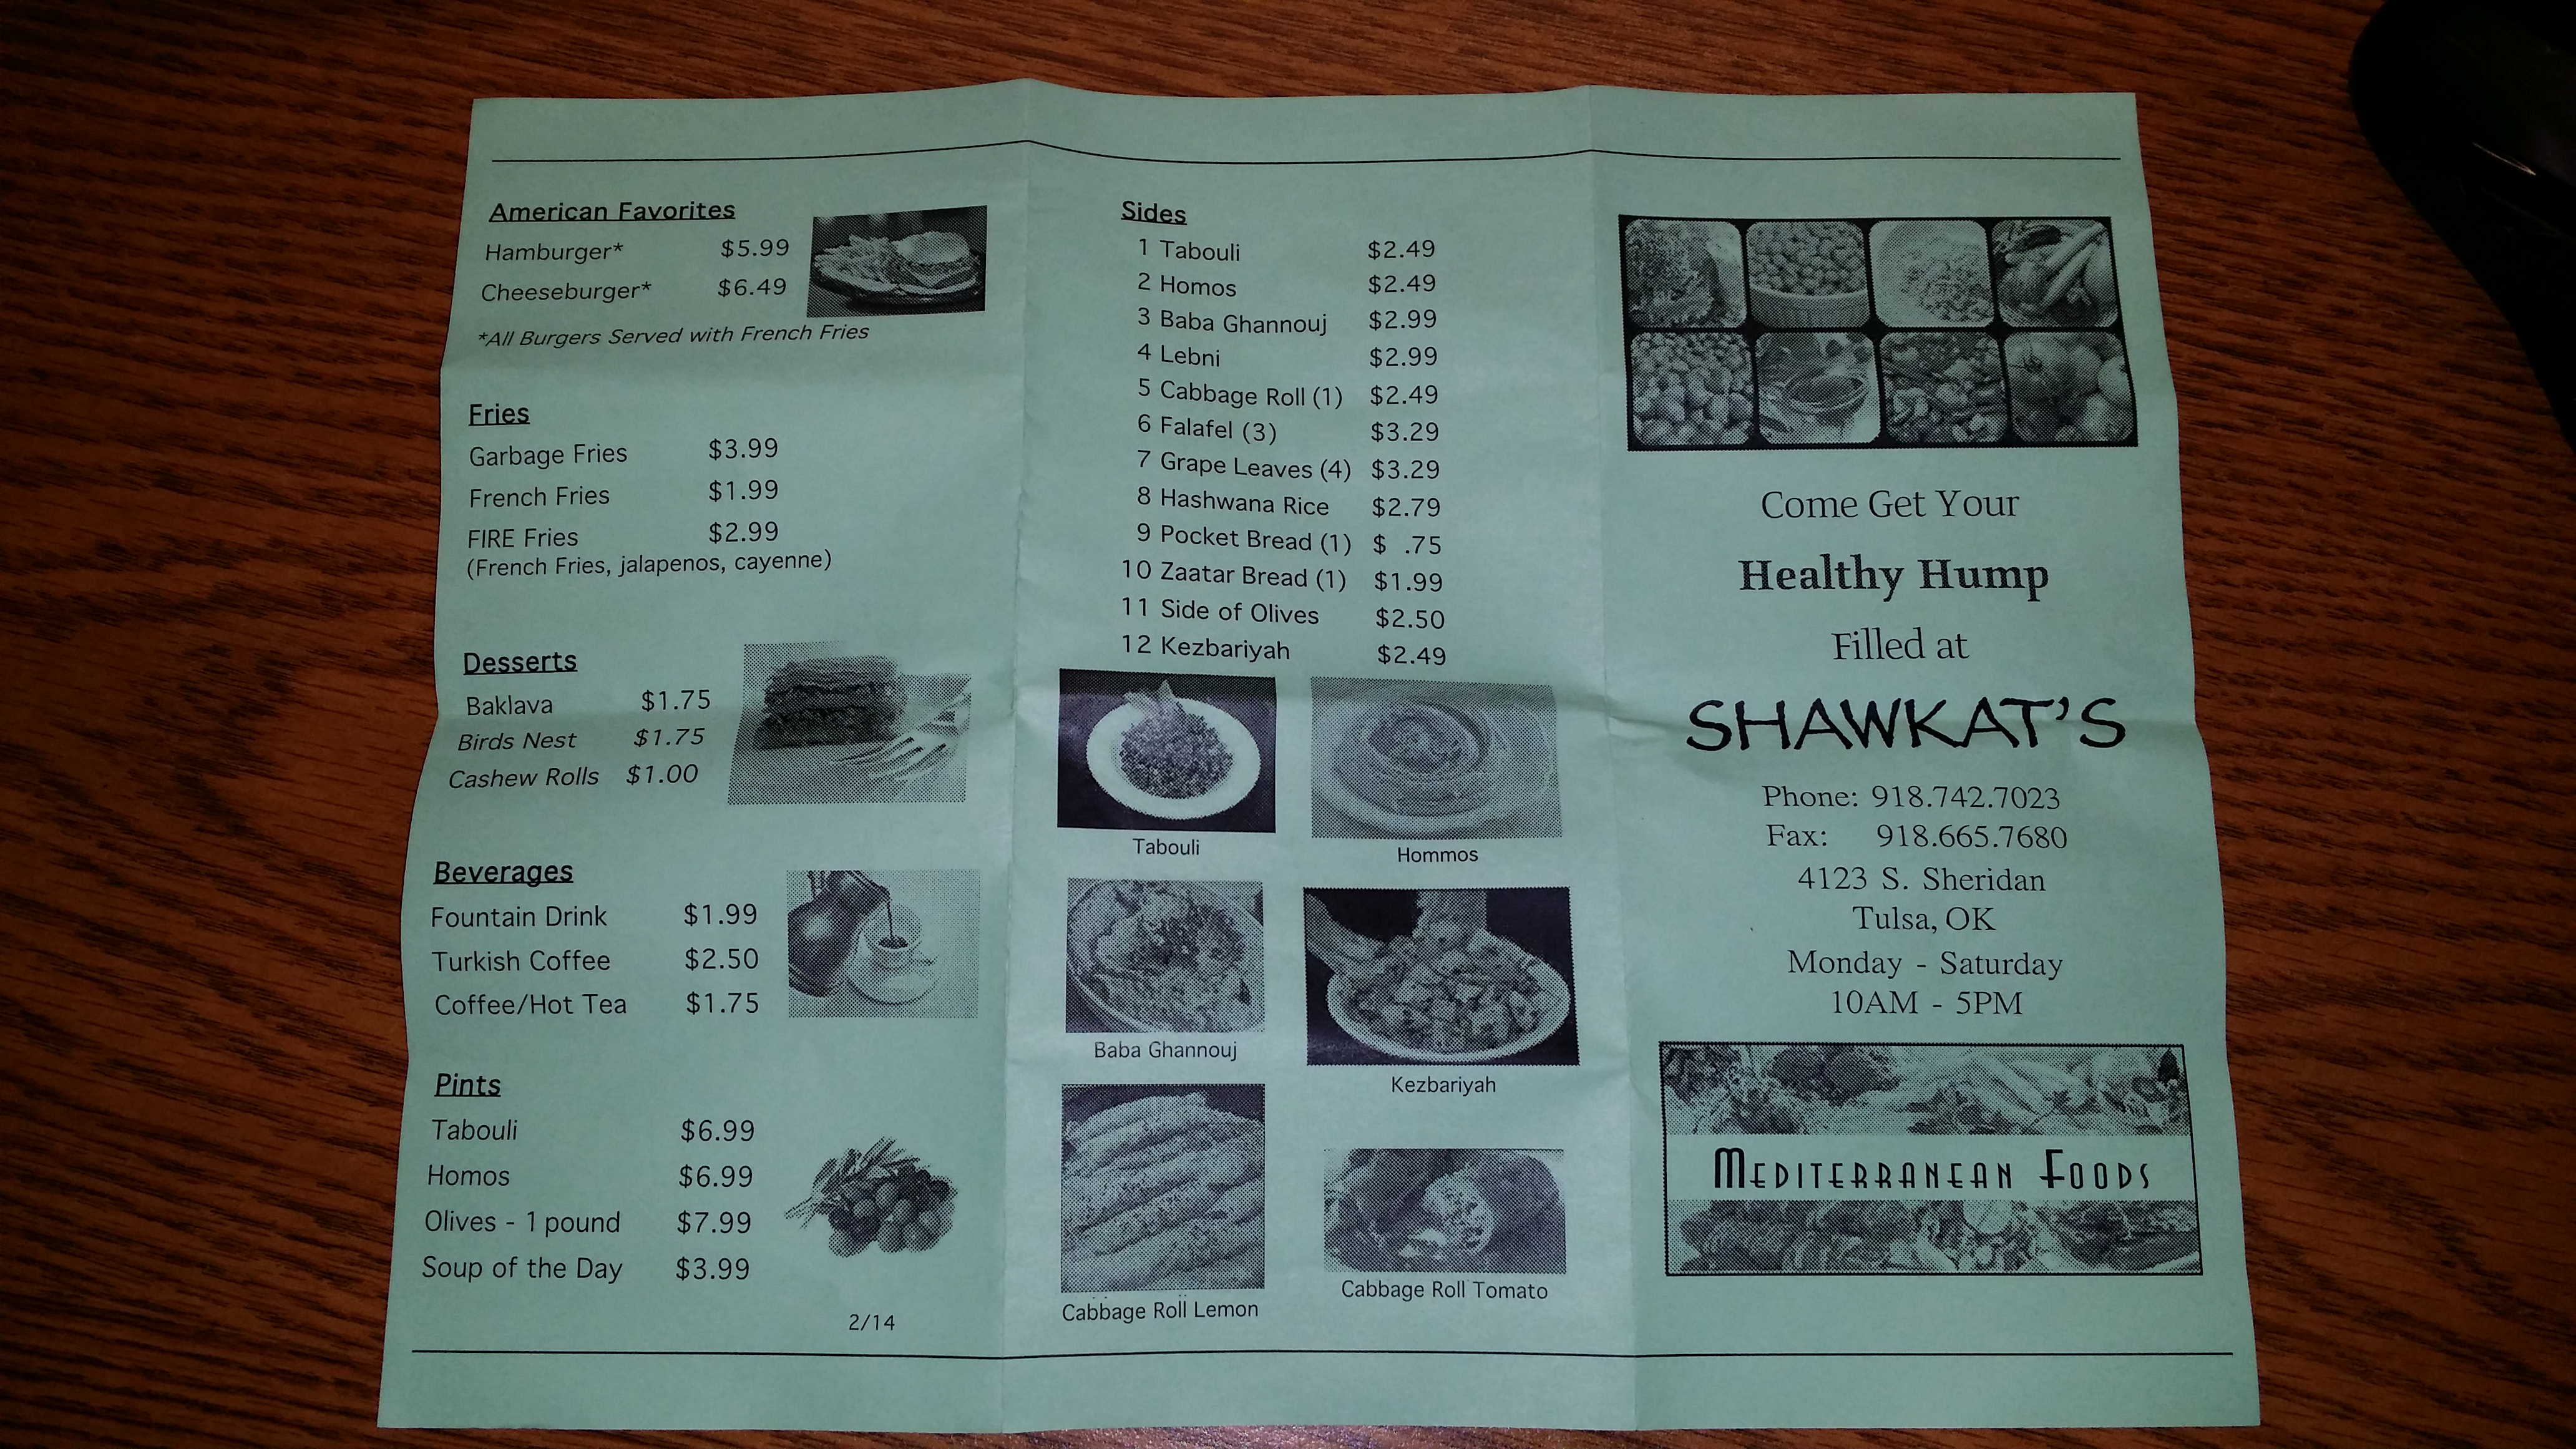 American Favorites
Hamburger* $5.99
Cheeseburger* $6.49
*All Burgers Served with French Fries
Fries
Garbage Fries $3.99
French Fries $1.99
FIRE Fries $2.99
(French Fries, jalapenos, cayenne)
Desserts
Baklava $1.75
Birds Nest $1.75
Cashew Rolls $1.00
Beverages
Fountain Drink $1.99
Turkish Coffee $2.50
Coffee/Hot Tea $1.75
Pints
Tabouli $6.99
Homos $6.99
Olives - 1 pound $7.99
Soup of the Day $3.99
2/14
Sides
1 Tabouli $2.49
2 Homos $2.49
3 Baba Ghannouj $2.99
4 Lebni $2.99
5 Cabbage Roll (1) $2.49
6 Falafel (3) $3.29
7 Grape Leaves (4) $3.29
8 Hashwana Rice $2.79
9 Pocket Bread (1) $ .75
10 Zaatar Bread (1) $1.99
11 Side of Olives $2.50
12 Kezbariyah $2.49
Tabouli
Hommos
Baba Ghannouj
Kezbariyah
Cabbage Roll Lemon
Cabbage Roll Tomato
Come Get Your
Healthy Hump
Filled at
SHAWKAT'S
Phone: 918.742.7023
Fax: 918.665.7680
4123 S. Sheridan
Tulsa, OK
Monday - Saturday
10AM - 5PM
MEDITERRANEAN FOODS